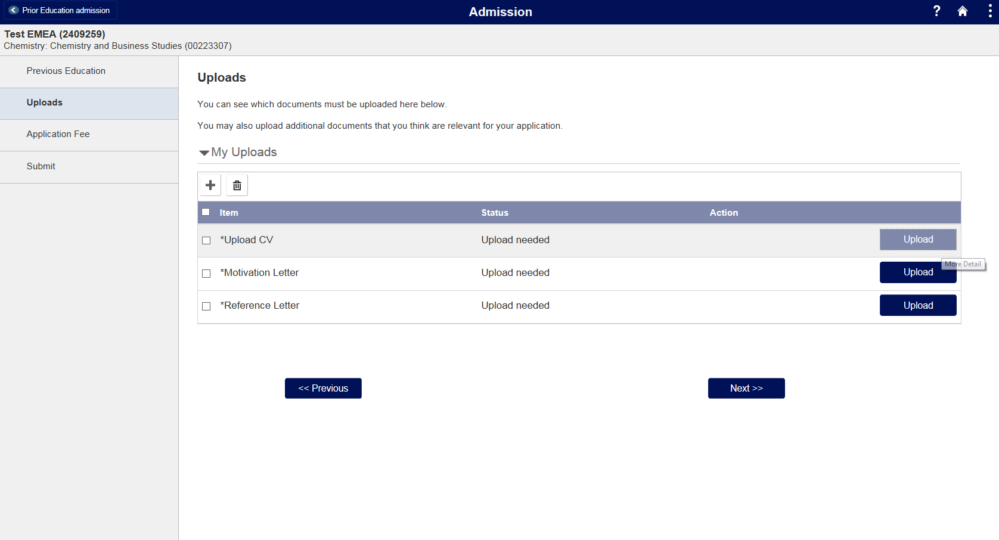 Prior Education admission
Admission
?
Test EMEA (2409259)
Chemistry: Chemistry and Business Studies (00223307)
Previous Education
Uploads
Application Fee
Submit
Uploads
You can see which documents must be uploaded here below.
You may also upload additional documents that you think are relevant for your application.
My Uploads
Item Status Action
*Upload CV Upload needed Upload
More Detail
*Motivation Letter Upload needed Upload
*Reference Letter Upload needed Upload
<< Previous Next >>